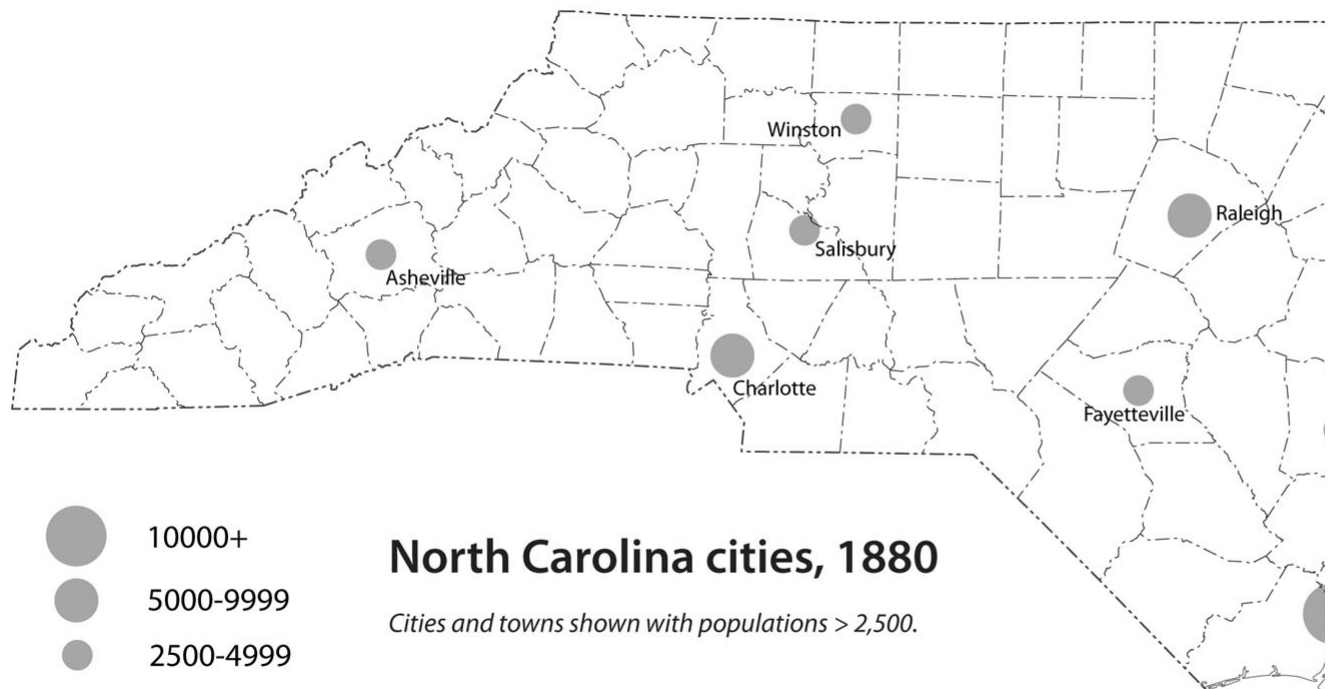 Winston
Raleigh
Salisbury
Asheville
Charlotte
Fayetteville
10000+
North Carolina cities, 1880
5000-9999
Cities and towns shown with populations > 2,500.
2500-4999